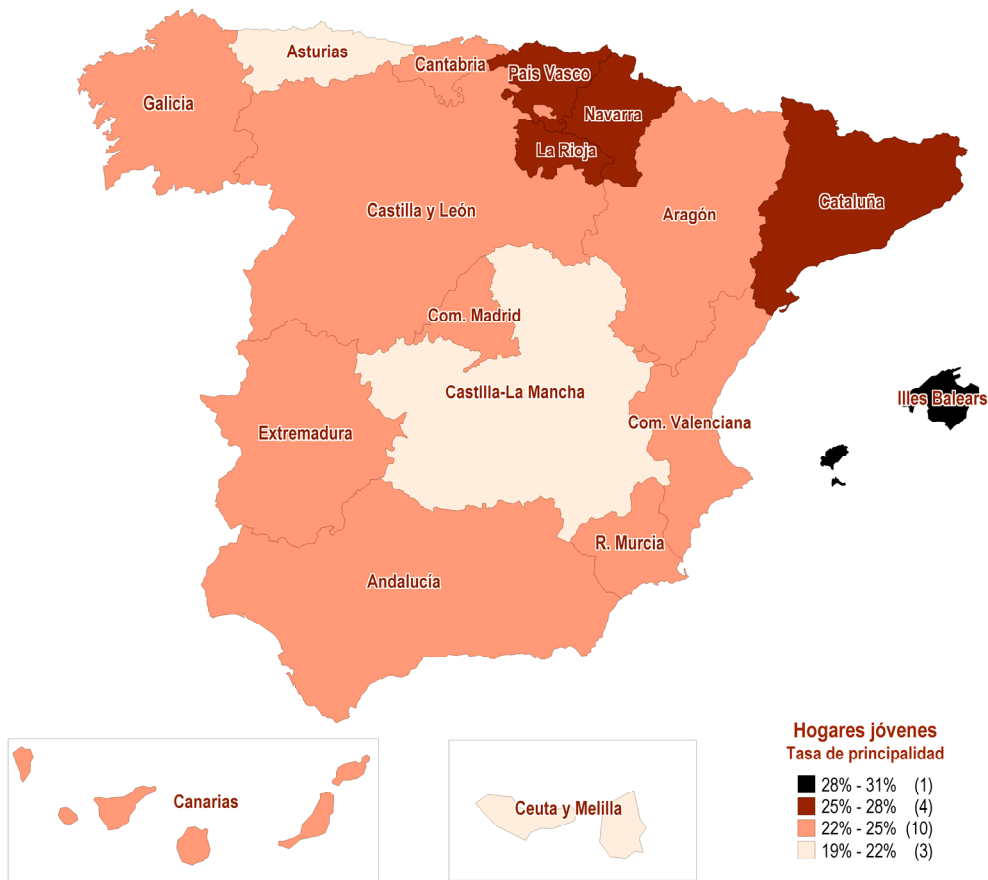 Asturias
Cantabria
Pais Vasco
Galicia
Navarra
La Rioja
Castilla y León
Aragón
Cataluña
Com. Madrid
Castilla-La Mancha
Illes Balears
Com. Valenciana
Extremadura
R. Murcia
Andalucía
Canarias
Ceuta y Melilla
Hogares jóvenes
Tasa de principalidad
28% - 31% (1)
25% - 28% (4)
22% - 25% (10)
19% - 22% (3)